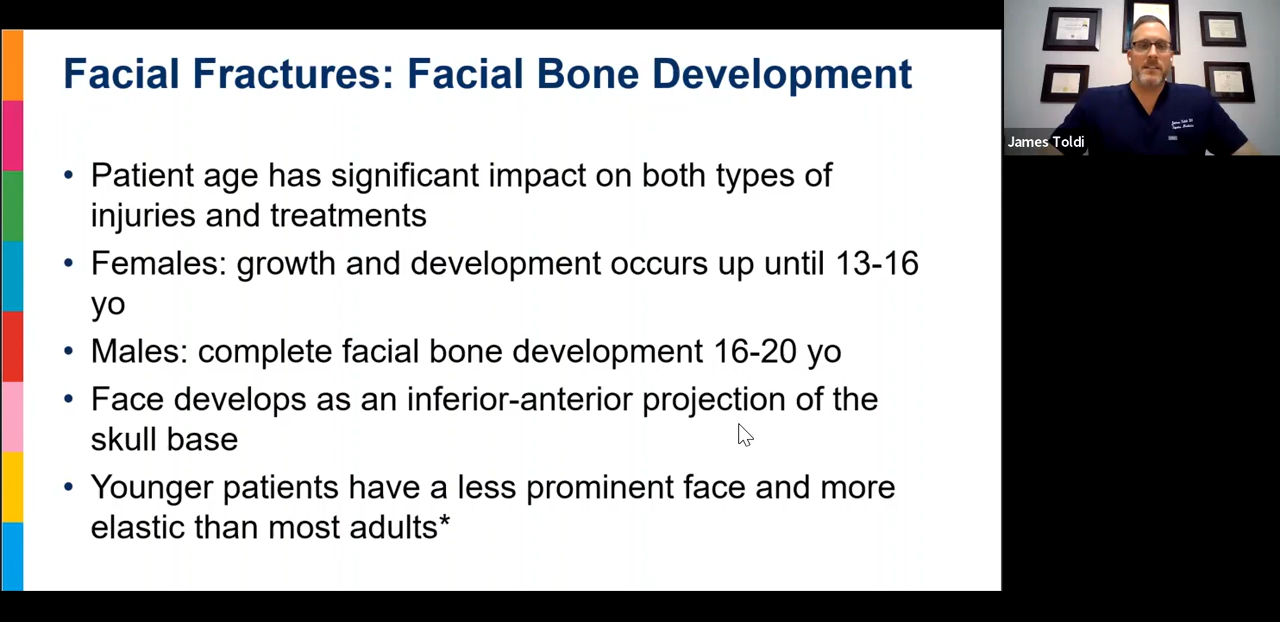 Facial Fractures: Facial Bone Development
• Patient age has significant impact on both types of
injuries and treatments
• Females: growth and development occurs up until 13-16
yo
• Males: complete facial bone development 16-20 yo
• Face develops as an inferior-anterior projection of the
skull base
• Younger patients have a less prominent face and more
elastic than most adults*
James Toldi